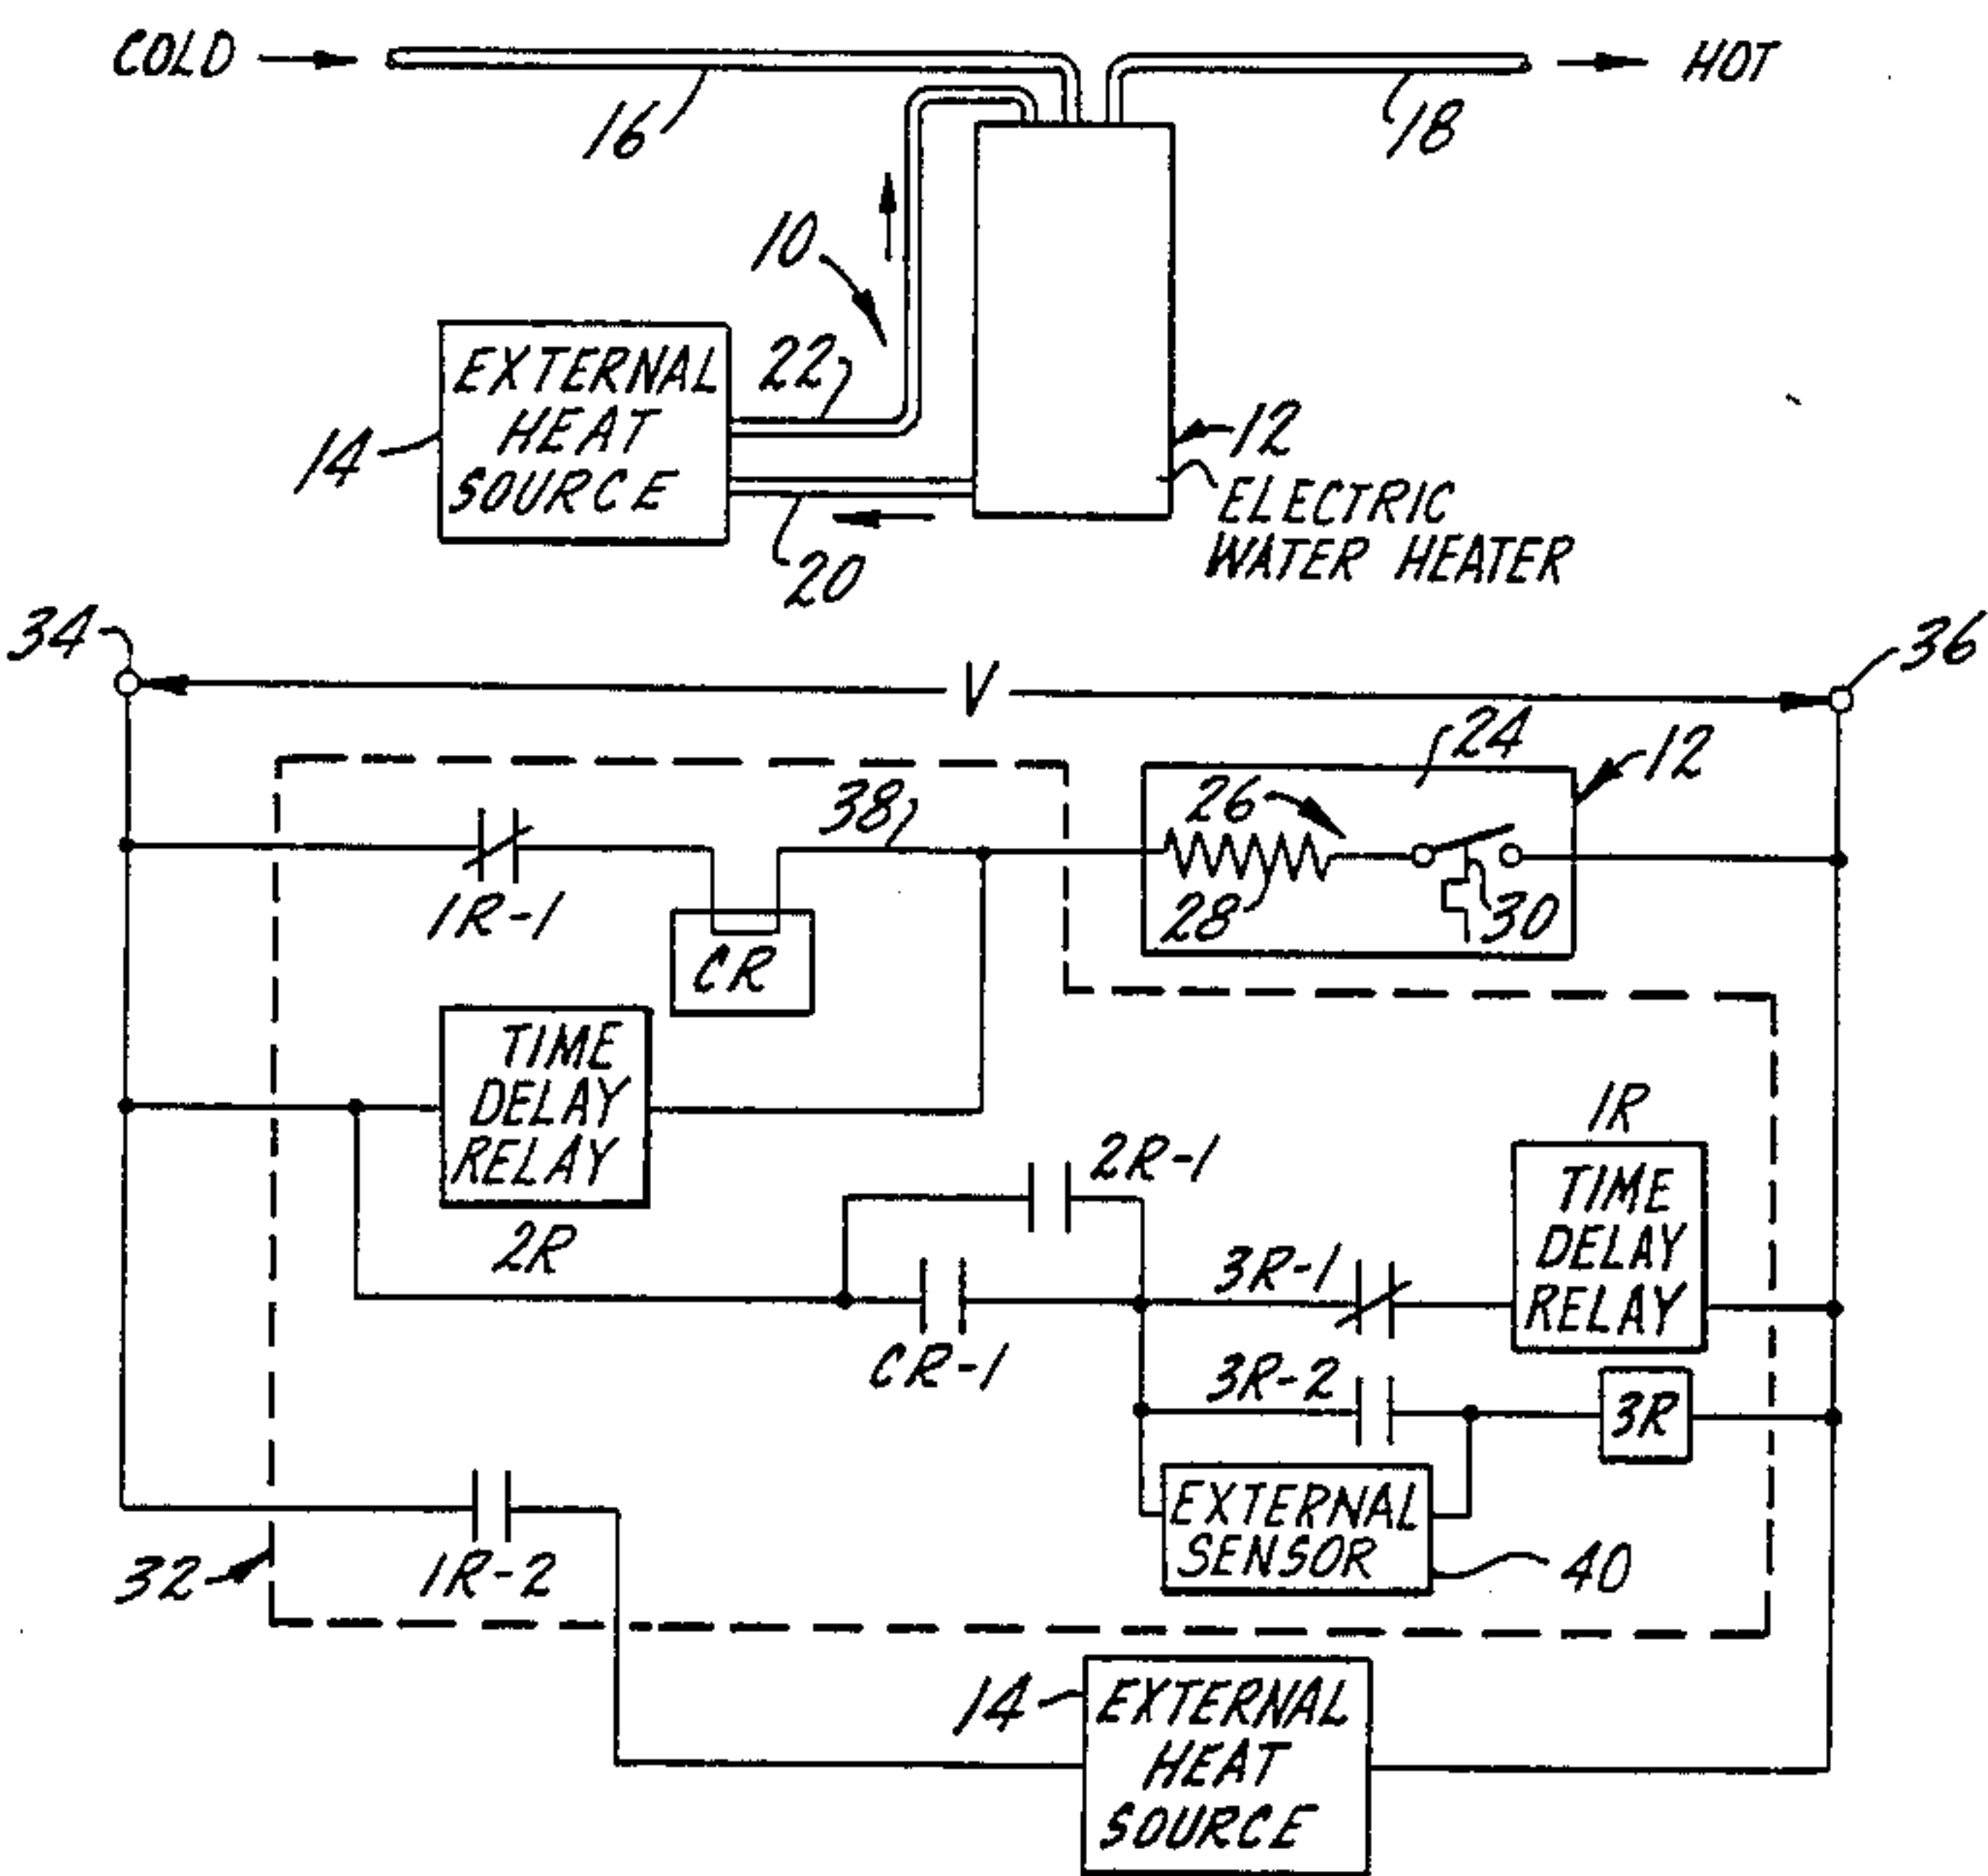 COLD
HOT
16
18
10
EXTERNAL
HEAT
SOURCE
22
14
12
ELECTRIC
WATER HEATER
20
34
V
36
24
12
38
26
1R-1
28
30
CR
TIME
DELAY
RELAY
2R
2R-1
1R
TIME
DELAY
RELAY
3R-1
CR-1
3R-2
3R
EXTERNAL
SENSOR
40
32
1R-2
14
EXTERNAL
HEAT
SOURCE